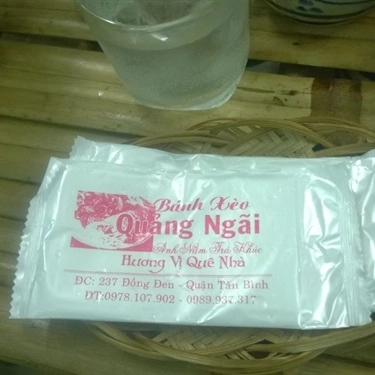 Bánh Xèo
Quảng Ngãi
Anh Năm Trà Khúc
Hương Vị Quê Nhà
ĐC: 237 Đồng Đen - Quận Tân Bình
ĐT:0978.107.902 - 0989.937.317